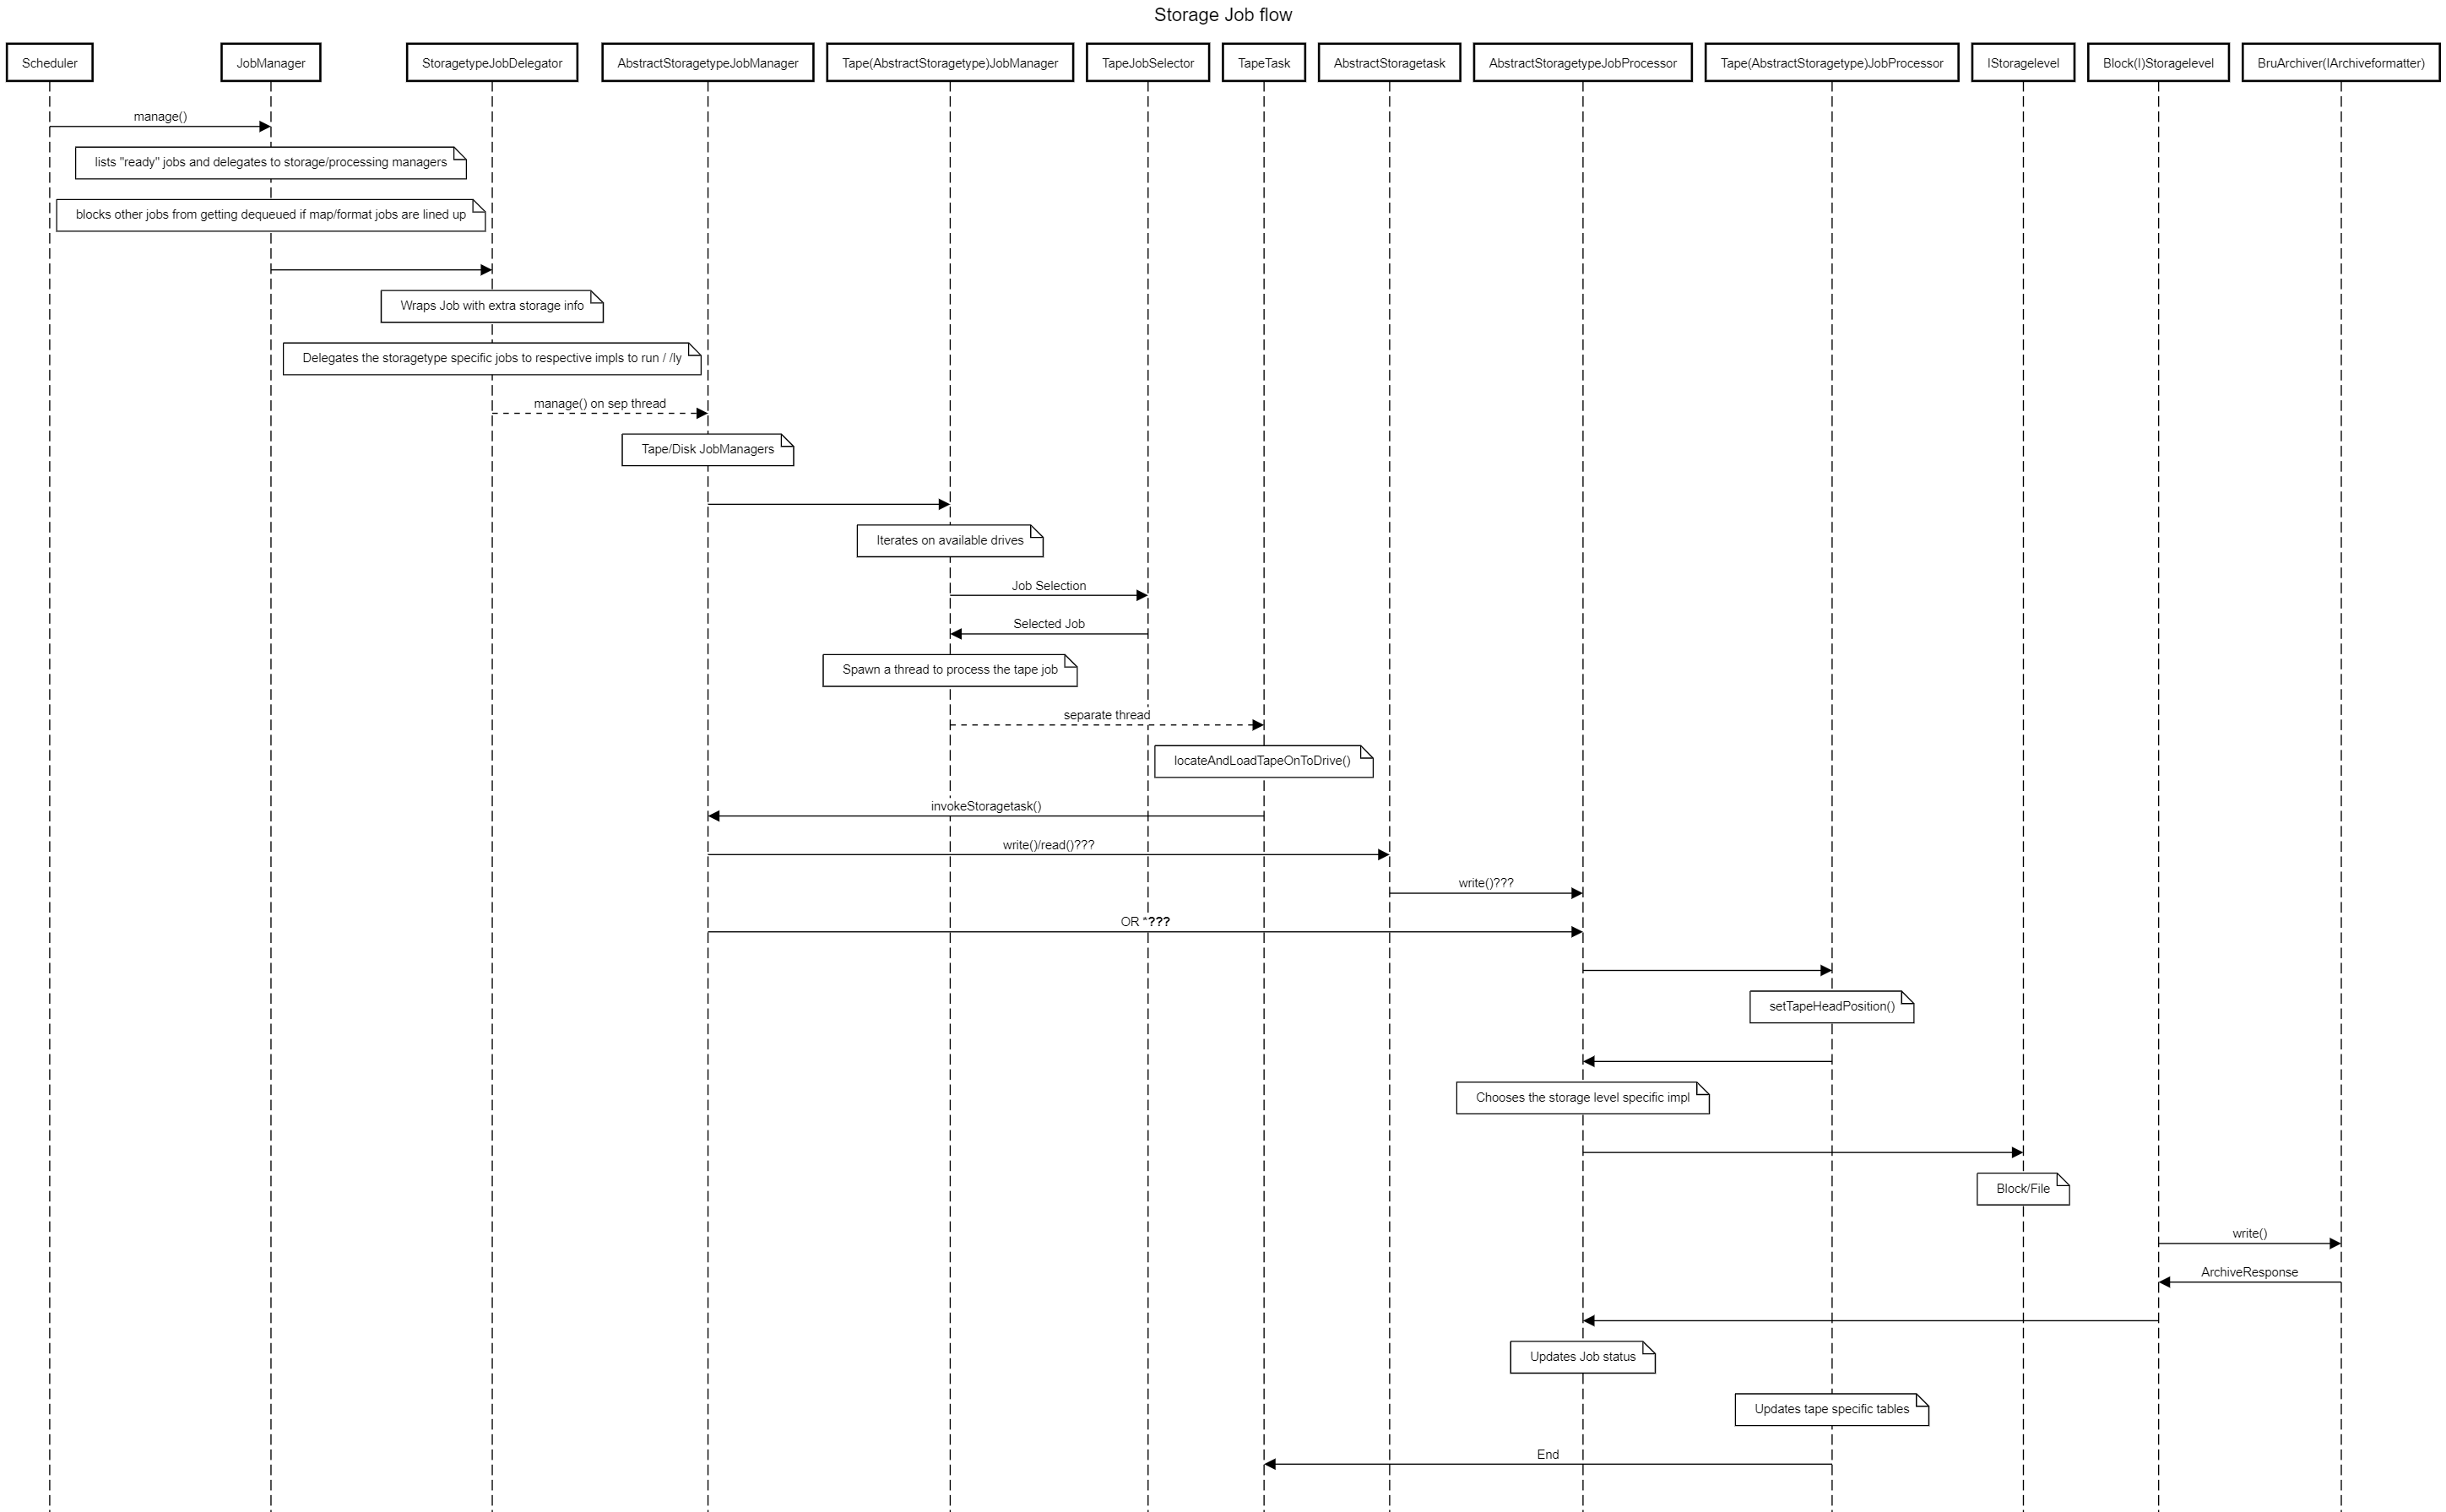 Storage Job flow
Scheduler
JobManager
StoragetypeJobDelegator
AbstractStoragetypeJobManager
Tape(AbstractStoragetype)JobManager
TapeJobSelector
TapeTask
AbstractStoragetask
AbstractStoragetypeJobProcessor
Tape(AbstractStoragetype)JobProcessor
IStoragelevel
Block(I)Storagelevel
BruArchiver(IArchiveformatter)
manage()
lists "ready" jobs and delegates to storage/processing managers
blocks other jobs from getting dequeued if map/format jobs are lined up
Wraps Job with extra storage info
Delegates the storagetype specific jobs to respective impls to run / /ly
manage() on sep thread
Tape/Disk JobManagers
Iterates on available drives
Job Selection
Selected Job
Spawn a thread to process the tape job
separate thread
locateAndLoadTapeOnToDrive()
invokeStoragetask()
write()/read()???
write()???
OR *???
setTapeHeadPosition()
Chooses the storage level specific impl
Block/File
write()
ArchiveResponse
Updates Job status
Updates tape specific tables
End